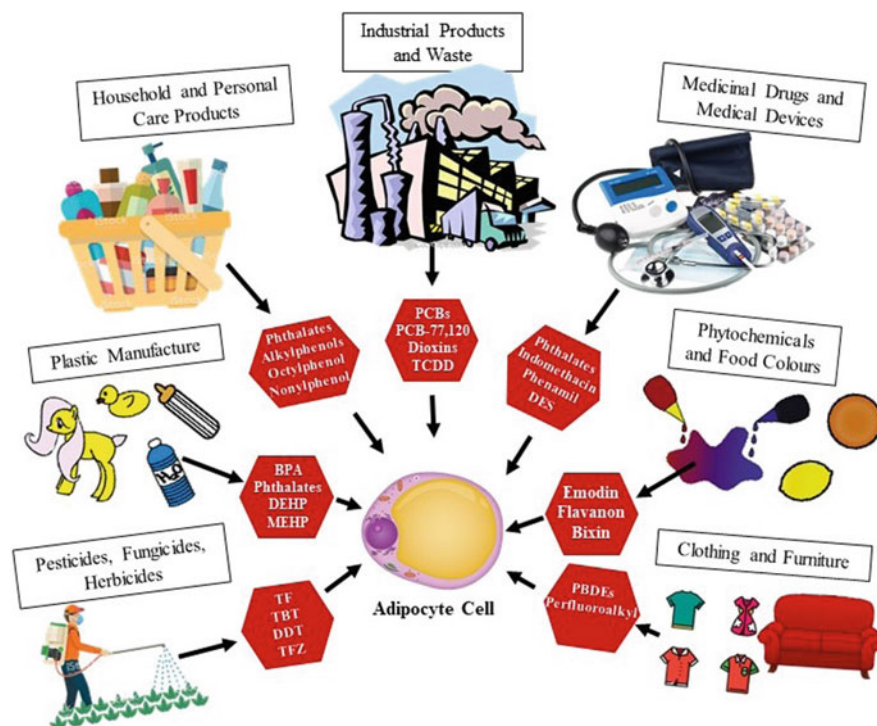 Industrial Products
and Waste
Household and Personal
Care Products
Medicinal Drugs and
Medical Devices
iStock
Phthalates
Alkylphenols
Octylphenol
Nonylphenol
PCBs
PCB-77,120
Dioxins
TCDD
Phthalates
Indomethacin
Phenamil
DES
Plastic Manufacture
Phytochemicals
and Food Colours
H₂O
BPA
Phthalates
DEHP
MEHP
Emodin
Flavanon
Bixin
Pesticides, Fungicides,
Herbicides
Clothing and Furniture
TF
TBT
DDT
TFZ
Adipocyte Cell
PBDEs
Perfluoroalkyl